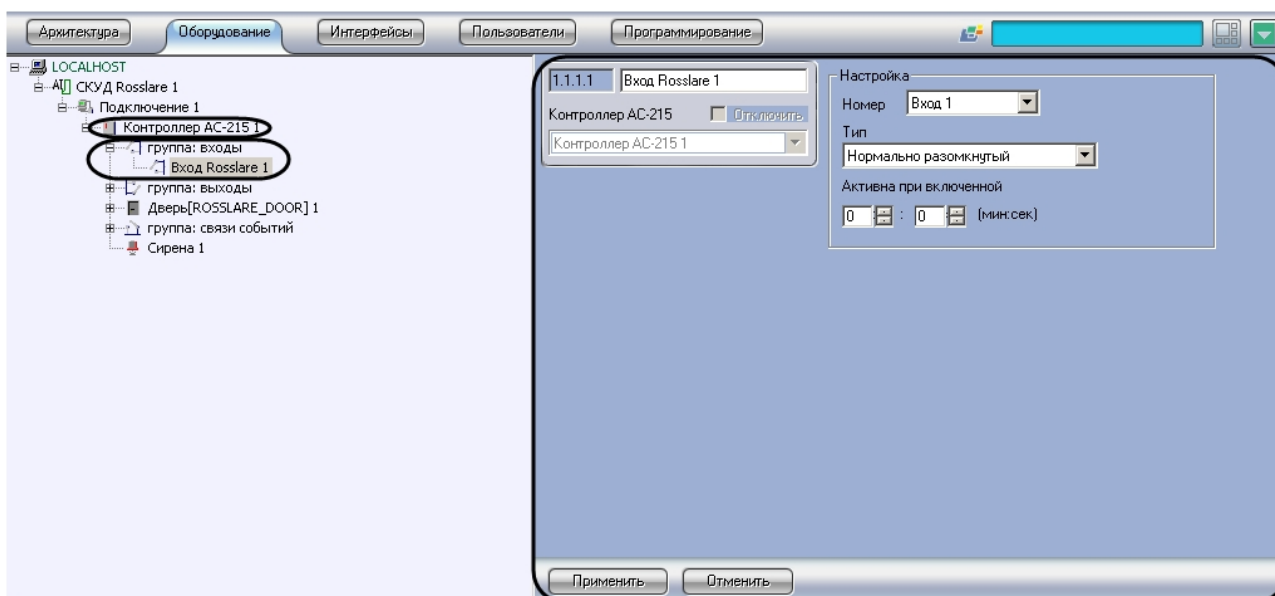 Архитектура Оборудование Интерфейсы Пользователи Программирование
LOCALHOST
СКУД Rosslare 1
Подключение 1
Контроллер AC-215 1
группа: входы
Вход Rosslare 1
группа: выходы
Дверь[ROSSLARE_DOOR] 1
группа: связи событий
Сирена 1
1.1.1.1 Вход Rosslare 1
Контроллер AC-215 Отключить
Контроллер AC-215 1
Настройка
Номер Вход 1
Тип
Нормально разомкнутый
Активна при включенной
0 : 0 (мин:сек)
Применить Отменить